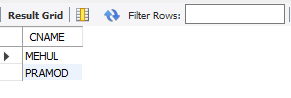 Result Grid Filter Rows:
CNAME
MEHUL
PRAMOD